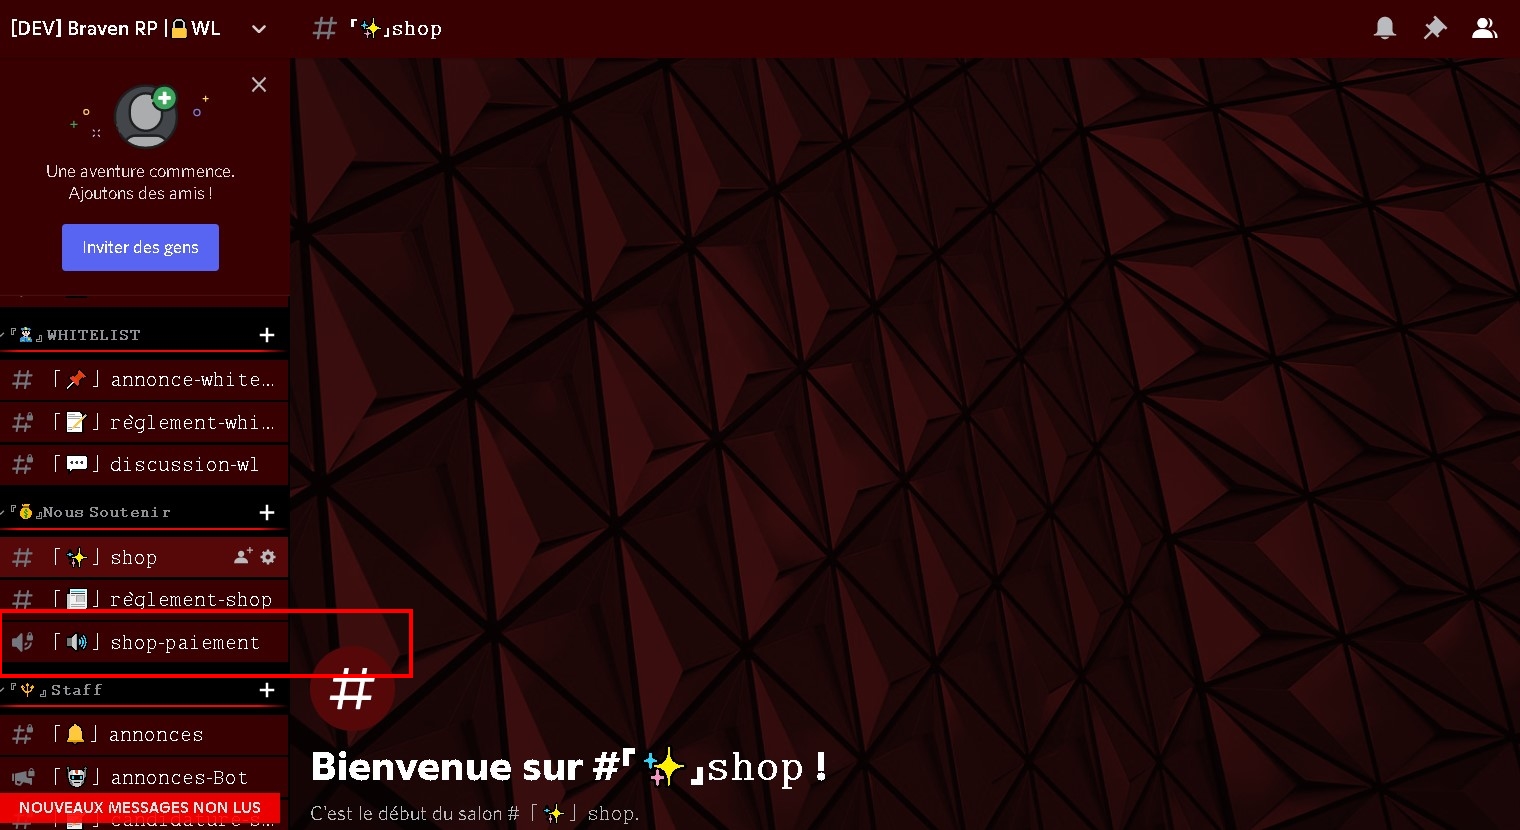 [DEV] Braven RP |🔒WL
「✨」shop
Une aventure commence.
Ajoutons des amis !
Inviter des gens
『👮』WHITELIST
「📌」annonce-white...
「📝」règlement-whi...
「💬」discussion-wl
『💰』Nous Soutenir
「✨」shop
「📰」règlement-shop
「🔊」shop-paiement
『🔱』Staff
「🔔」annonces
「🤖」annonces-Bot
NOUVEAUX MESSAGES NON LUS
Bienvenue sur #「✨」shop !
C'est le début du salon #「✨」shop.